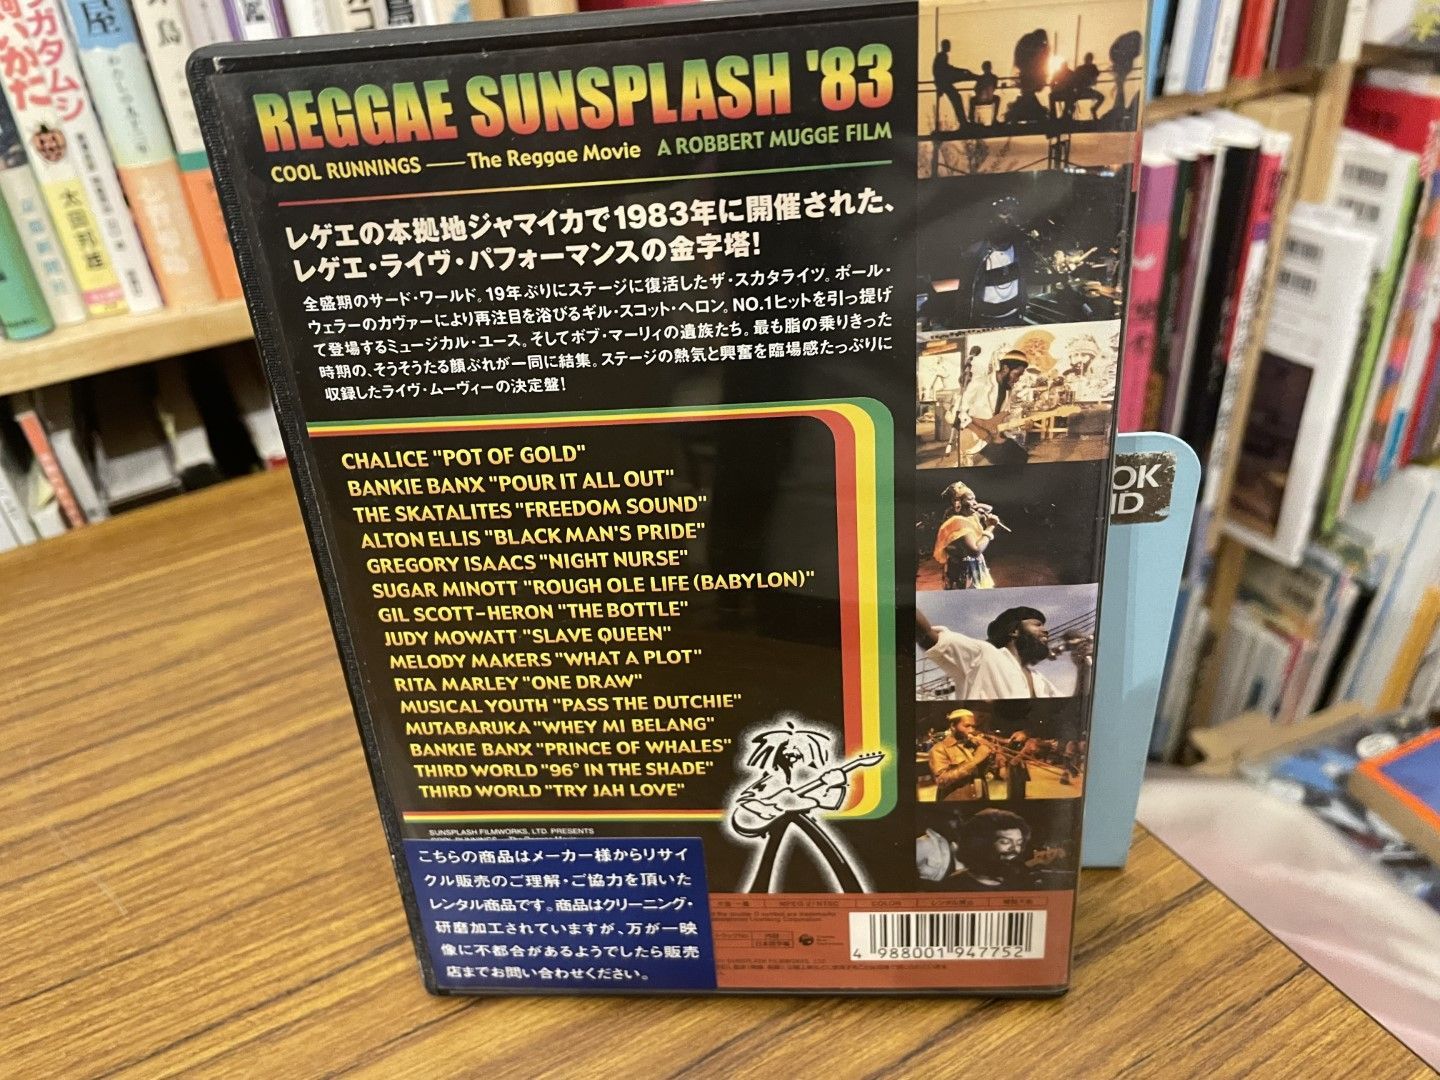 REGGAE SUNSPLASH '83
COOL RUNNINGS —— The Reggae Movie A ROBBERT MUGGE FILM
レゲエの本拠地ジャマイカで1983年に開催された、
レゲエ・ライヴ・パフォーマンスの金字塔!
全盛期のサード・ワールド。19年ぶりにステージに復活したザ・スカタライツ。ポール・
ウェラーのカヴァーにより再注目を浴びるギル・スコット・ヘロン。NO.1ヒットを引っ提げ
て登場するミュージカル・ユース。そしてボブ・マーリィの遺族たち。最も脂の乗りきった
時期の、そうそうたる顔ぶれが一同に結集。ステージの熱気と興奮を臨場感たっぷりに
収録したライヴ・ムーヴィーの決定盤!
CHALICE "POT OF GOLD"
BANKIE BANX "POUR IT ALL OUT"
THE SKATALITES "FREEDOM SOUND"
ALTON ELLIS "BLACK MAN'S PRIDE"
GREGORY ISAACS "NIGHT NURSE"
SUGAR MINOTT "ROUGH OLE LIFE (BABYLON)"
GIL SCOTT-HERON "THE BOTTLE"
JUDY MOWATT "SLAVE QUEEN"
MELODY MAKERS "WHAT A PLOT"
RITA MARLEY "ONE DRAW"
MUSICAL YOUTH "PASS THE DUTCHIE"
MUTABARUKA "WHEY MI BELANG"
BANKIE BANX "PRINCE OF WHALES"
THIRD WORLD "96° IN THE SHADE"
THIRD WORLD "TRY JAH LOVE"
SUNSPLASH FILMWORKS, LTD. PRESENTS
こちらの商品はメーカー様からリサイ
クル販売のご理解・ご協力を頂いた
レンタル商品です。商品はクリーニング・
研磨加工されていますが、万が一映
像に不都合があるようでしたら販売
店までお問い合わせください。
MPEG 2 / NTSC COLOR
日本語字幕
4 988001 947752